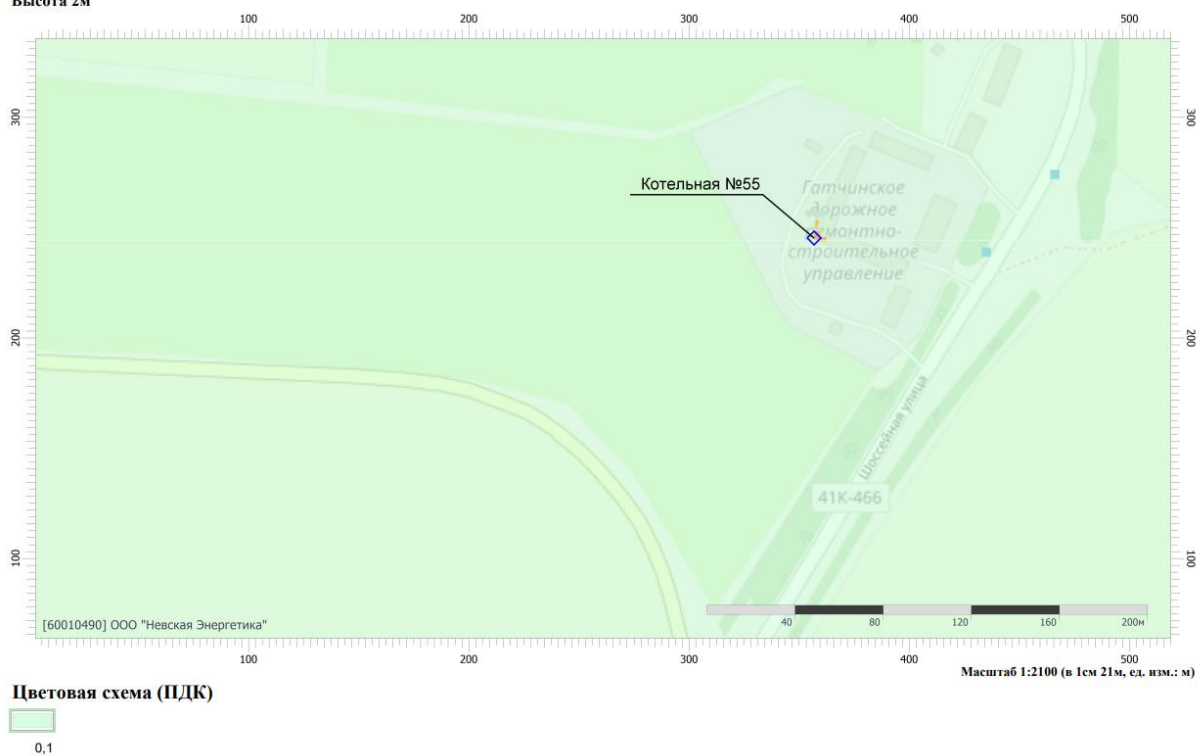 Высота 2м
100 200 300 400 500
300 300
Котельная №55
Гатчинское
дорожное
ремонтно-
строительное
управление
200 200
Шоссейная улица
41К-466
100 100
40 80 120 160 200м
[60010490] ООО "Невская Энергетика"
100 200 300 400 500
Масштаб 1:2100 (в 1см 21м, ед. изм.: м)
Цветовая схема (ПДК)
0,1